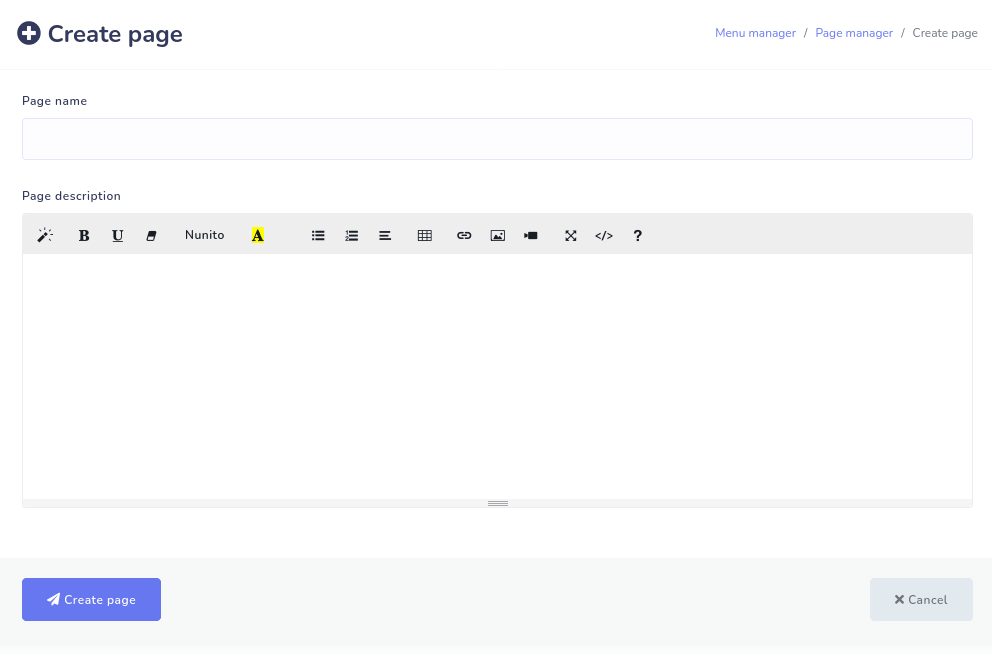 Create page
Menu manager / Page manager / Create page
Page name
Page description
B U Nunito A </> ?
Create page
Cancel